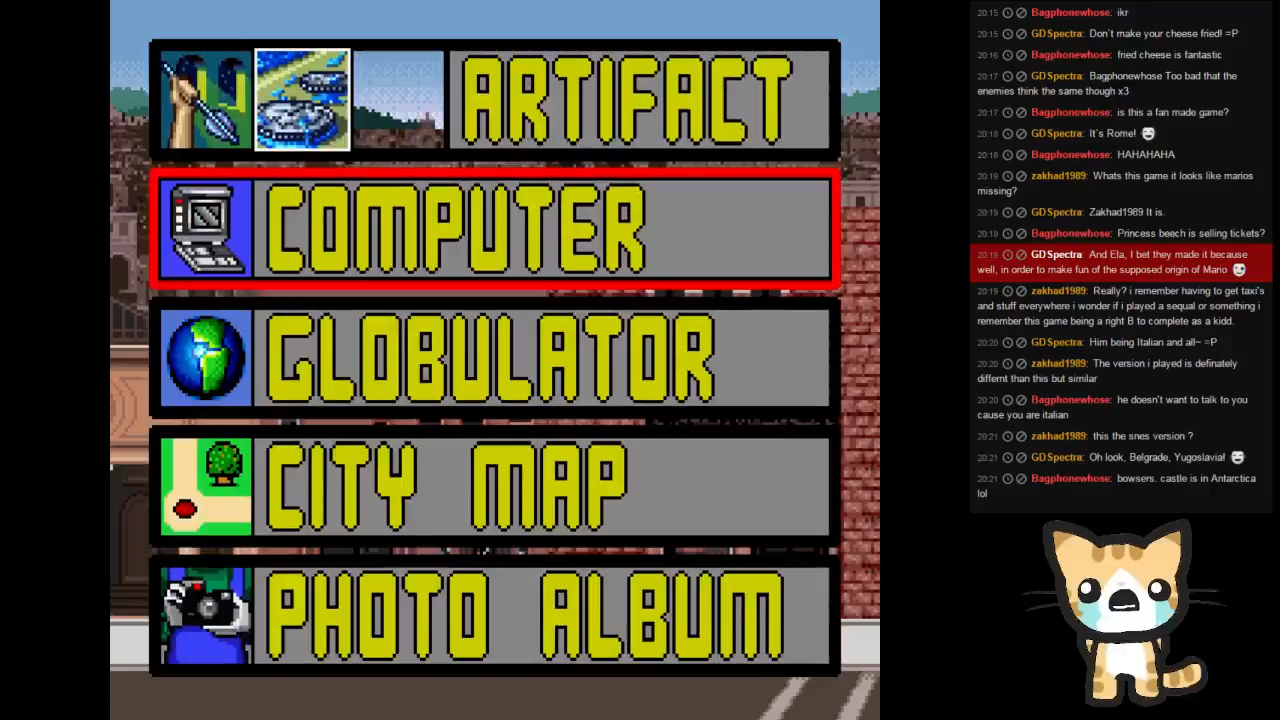 ARTIFACT
COMPUTER
GLOBULATOR
CITY MAP
PHOTO ALBUM
20:15 Bagphonewhose: ikr
20:15 GDSpectra: Don't make your cheese fried! =P
20:16 Bagphonewhose: fried cheese is fantastic
20:17 GDSpectra: Bagphonewhose Too bad that the
enemies think the same though x3
20:17 Bagphonewhose: is this a fan made game?
20:18 GDSpectra: It's Rome!
20:18 Bagphonewhose: HAHAHAHA
20:19 zakhad1989: Whats this game it looks like marios
missing?
20:19 GDSpectra: Zakhad1989 It is.
20:19 Bagphonewhose: Princess beech is selling tickets?
20:19 GDSpectra: And Ela, I bet they made it because
well, in order to make fun of the supposed origin of Mario
20:19 zakhad1989: Really? i remember having to get taxi's
and stuff everywhere i wonder if i played a sequal or something i
remember this game being a right B to complete as a kidd.
20:20 GDSpectra: Him being Italian and all~ =P
20:20 zakhad1989: The version i played is definately
differnt than this but similar
20:20 Bagphonewhose: he doesn't want to talk to you
cause you are italian
20:21 zakhad1989: this the snes version ?
20:21 GDSpectra: Oh look, Belgrade, Yugoslavia!
20:21 Bagphonewhose: bowsers. castle is in Antarctica
lol